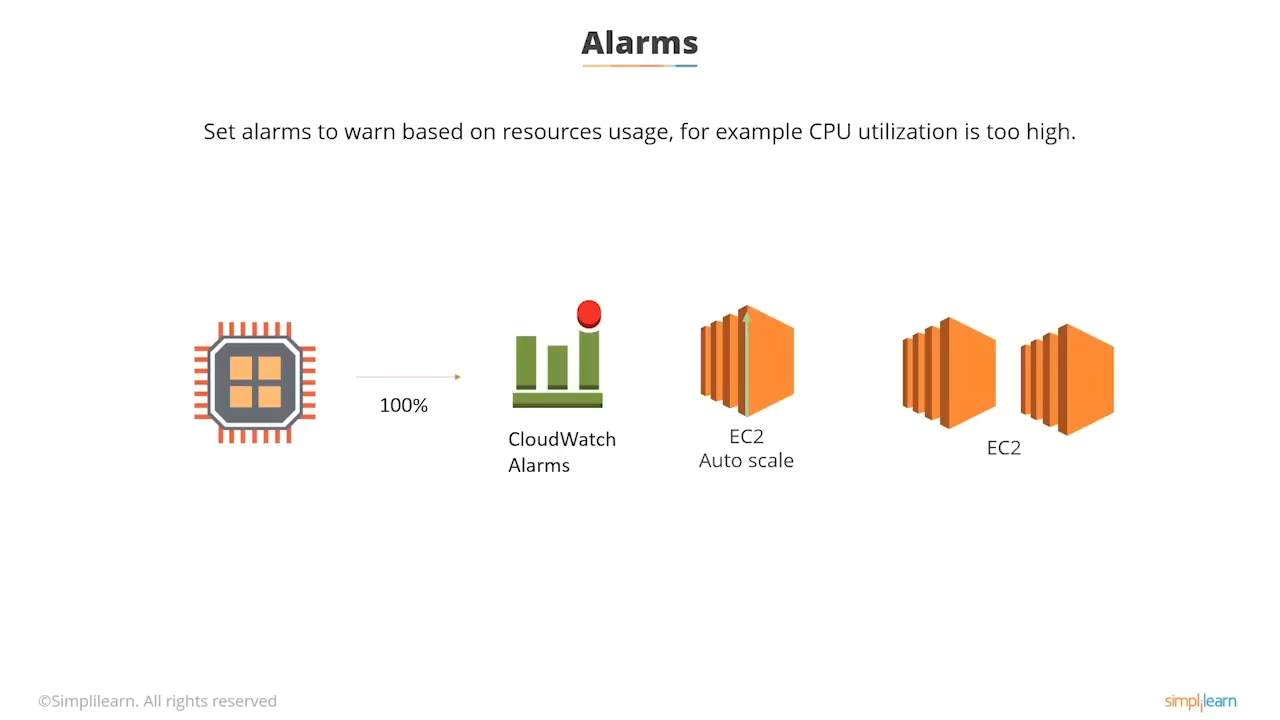 Alarms
Set alarms to warn based on resources usage, for example CPU utilization is too high.
100%
CloudWatch
Alarms
EC2
Auto scale
EC2
©Simplilearn. All rights reserved
simplilearn